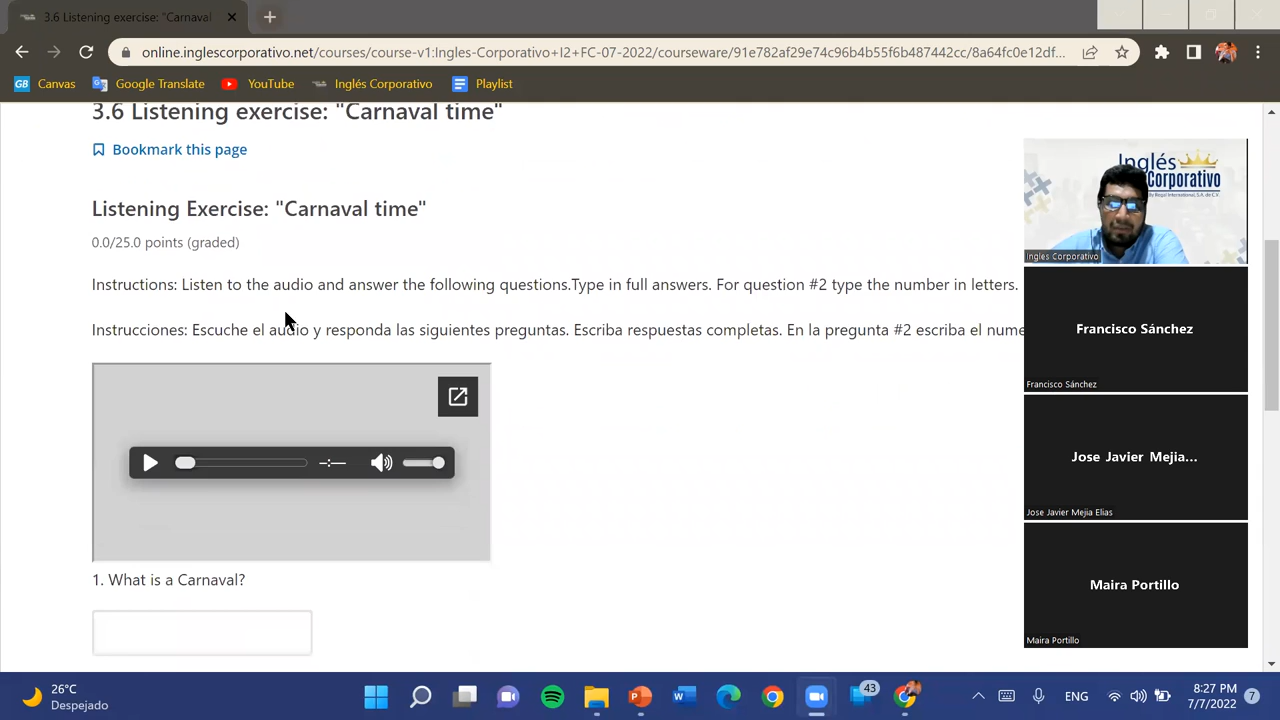 3.6 Listening exercise: "Carnaval
online.inglescorporativo.net/courses/course-v1:Ingles-Corporativo+I2+FC-07-2022/courseware/91e782af29e74c96b4b55f6b487442cc/8a64fc0e12df...
Canvas Google Translate YouTube Inglés Corporativo Playlist
3.6 Listening exercise: "Carnaval time"
Bookmark this page
Listening Exercise: "Carnaval time"
0.0/25.0 points (graded)
Instructions: Listen to the audio and answer the following questions.Type in full answers. For question #2 type the number in letters.
Instrucciones: Escuche el audio y responda las siguientes preguntas. Escriba respuestas completas. En la pregunta #2 escriba el nume
--:--
1. What is a Carnaval?
Inglés
Corporativo
By Regal International, S.A. de C.V.
Ingles Corporativo
Francisco Sánchez
Francisco Sánchez
Jose Javier Mejia...
Jose Javier Mejia Elias
Maira Portillo
Maira Portillo
26°C
Despejado
43
ENG
8:27 PM
7/7/2022
7